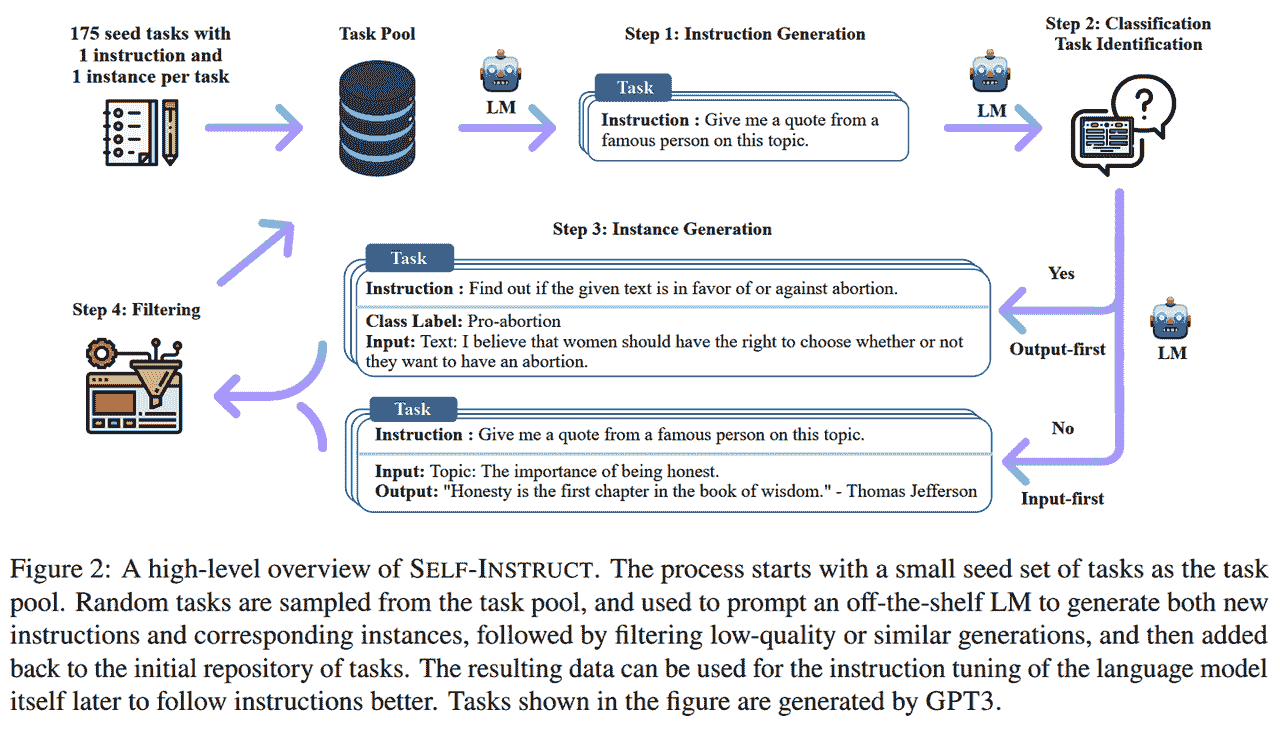 175 seed tasks with
1 instruction and
1 instance per task
Task Pool
LM
Step 1: Instruction Generation
Task
Instruction : Give me a quote from a
famous person on this topic.
LM
Step 2: Classification
Task Identification
?
Step 3: Instance Generation
Task
Instruction : Find out if the given text is in favor of or against abortion.
Class Label: Pro-abortion
Input: Text: I believe that women should have the right to choose whether or not
they want to have an abortion.
Yes
Output-first
LM
Task
Instruction : Give me a quote from a famous person on this topic.
Input: Topic: The importance of being honest.
Output: "Honesty is the first chapter in the book of wisdom." - Thomas Jefferson
No
Input-first
Step 4: Filtering
Figure 2: A high-level overview of SELF-INSTRUCT. The process starts with a small seed set of tasks as the task
pool. Random tasks are sampled from the task pool, and used to prompt an off-the-shelf LM to generate both new
instructions and corresponding instances, followed by filtering low-quality or similar generations, and then added
back to the initial repository of tasks. The resulting data can be used for the instruction tuning of the language model
itself later to follow instructions better. Tasks shown in the figure are generated by GPT3.